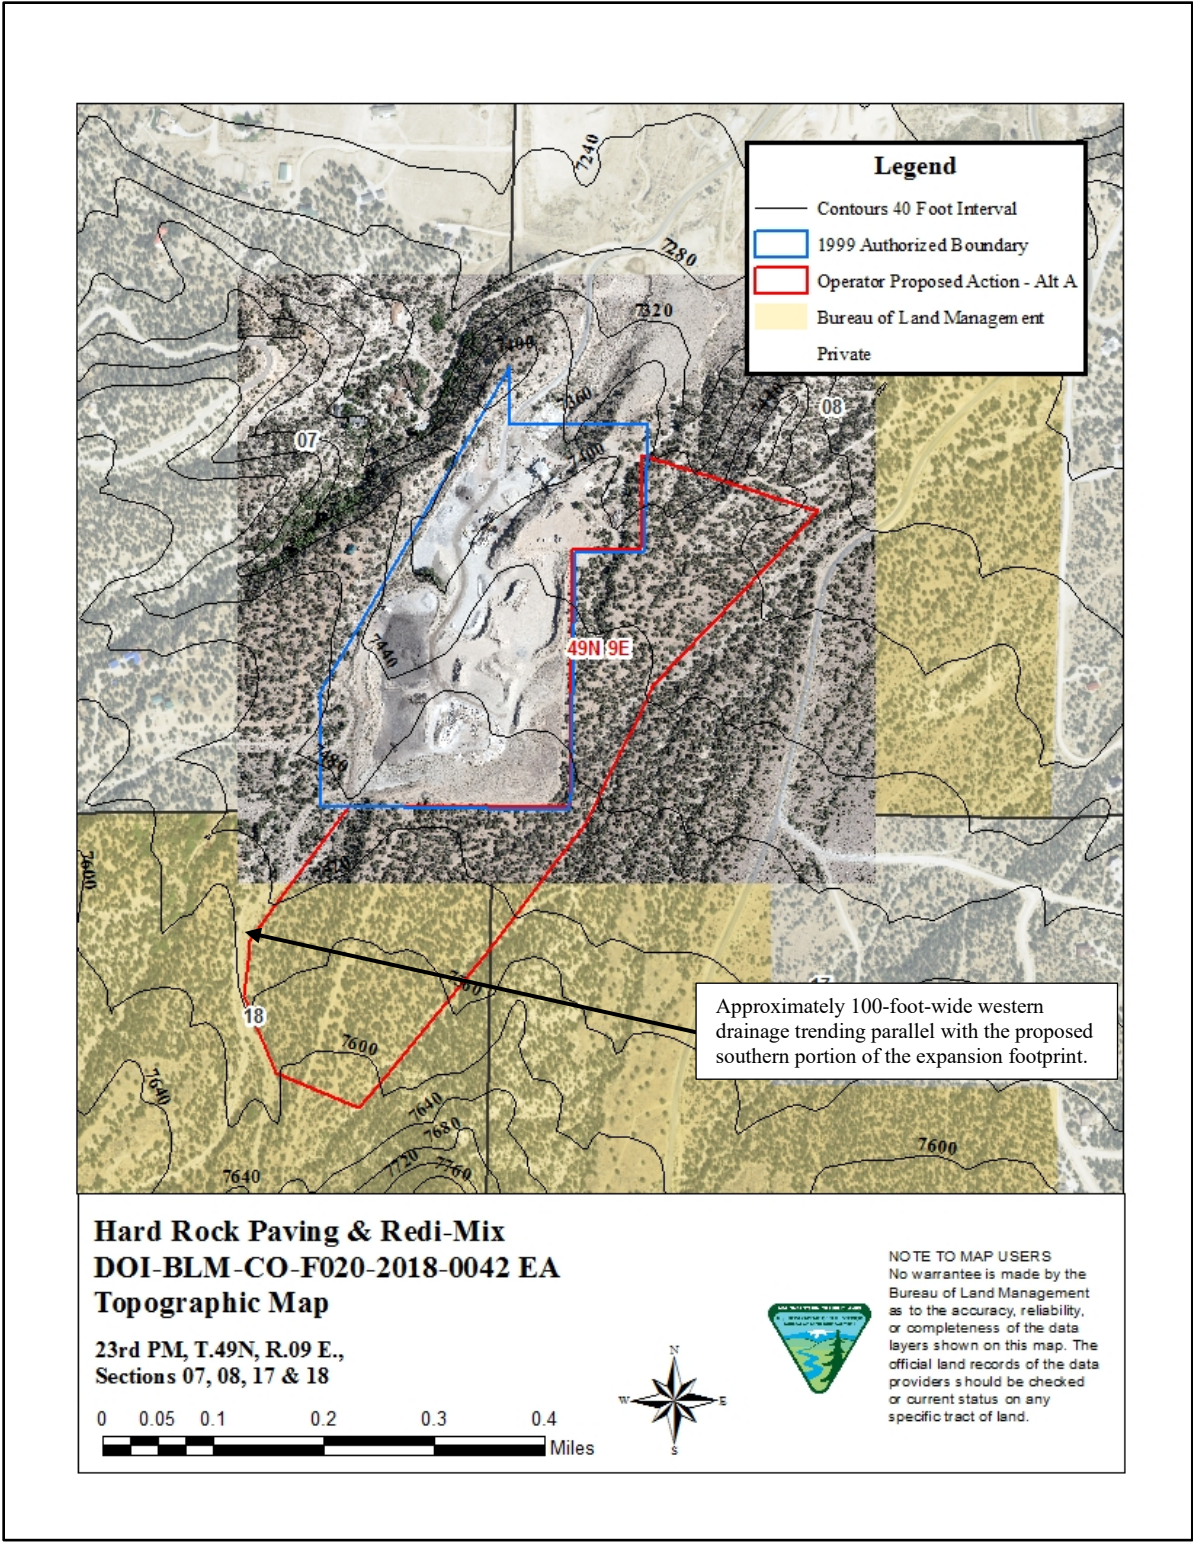 7240
Legend
Contours 40 Foot Interval
1999 Authorized Boundary
Operator Proposed Action - Alt A
Bureau of Land Management
Private
7280
7320
7400
7360
08
07
49N 9E
7440
7600
7560
18
7600
Approximately 100-foot-wide western
drainage trending parallel with the proposed
southern portion of the expansion footprint.
7640
7640
7680
7720
7760
7600
7640
Hard Rock Paving & Redi-Mix
DOI-BLM-CO-F020-2018-0042 EA
Topographic Map
23rd PM, T.49N, R.09 E.,
Sections 07, 08, 17 & 18
0 0.05 0.1 0.2 0.3 0.4
Miles
N
W E
S
NOTE TO MAP USERS
No warrantee is made by the
Bureau of Land Management
as to the accuracy, reliability,
or completeness of the data
layers shown on this map. The
official land records of the data
providers should be checked
or current status on any
specific tract of land.